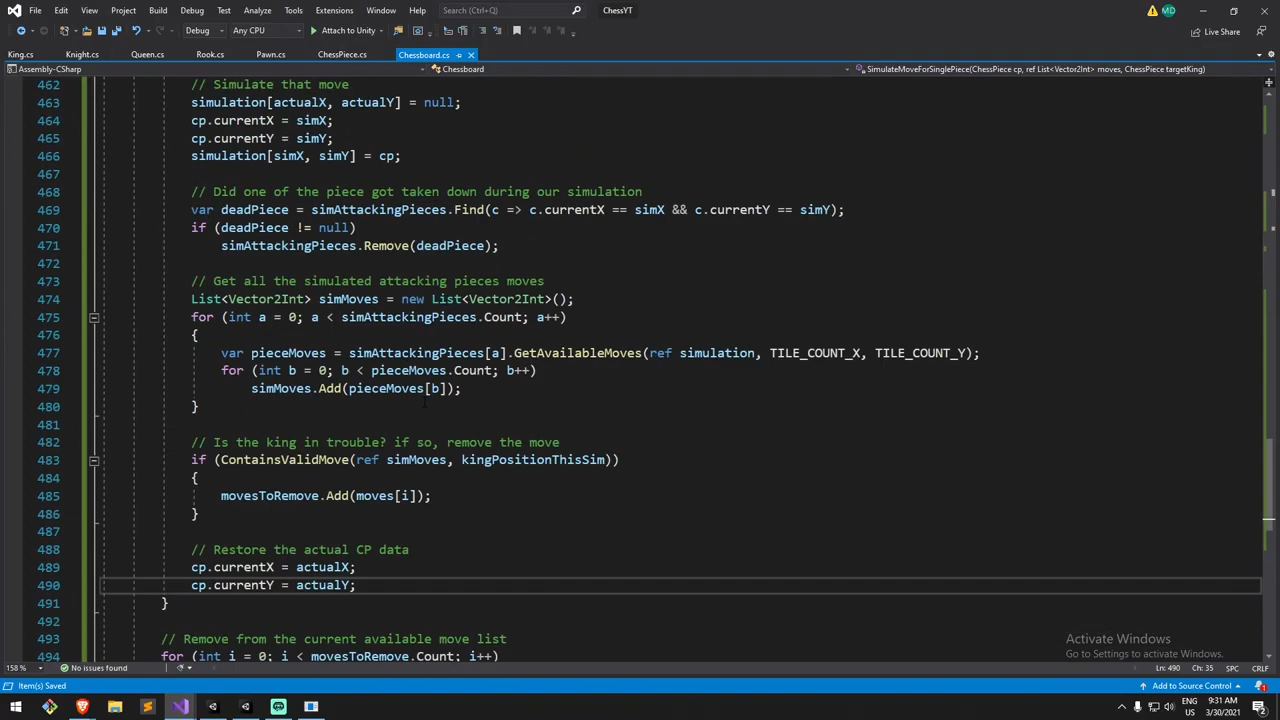 File Edit View Project Build Debug Test Analyze Tools Extensions Window Help Search (Ctrl+Q) ChessYT MD
Debug Any CPU Attach to Unity Live Share
King.cs Knight.cs Queen.cs Rook.cs Pawn.cs ChessPiece.cs Chessboard.cs
Assembly-CSharp Chessboard SimulateMoveForSinglePiece(ChessPiece cp, ref List<Vector2Int> moves, ChessPiece targetKing)
462 // Simulate that move
463 simulation[actualX, actualY] = null;
464 cp.currentX = simX;
465 cp.currentY = simY;
466 simulation[simX, simY] = cp;
467
468 // Did one of the piece got taken down during our simulation
469 var deadPiece = simAttackingPieces.Find(c => c.currentX == simX && c.currentY == simY);
470 if (deadPiece != null)
471 simAttackingPieces.Remove(deadPiece);
472
473 // Get all the simulated attacking pieces moves
474 List<Vector2Int> simMoves = new List<Vector2Int>();
475 for (int a = 0; a < simAttackingPieces.Count; a++)
476 {
477 var pieceMoves = simAttackingPieces[a].GetAvailableMoves(ref simulation, TILE_COUNT_X, TILE_COUNT_Y);
478 for (int b = 0; b < pieceMoves.Count; b++)
479 simMoves.Add(pieceMoves[b]);
480 }
481
482 // Is the king in trouble? if so, remove the move
483 if (ContainsValidMove(ref simMoves, kingPositionThisSim))
484 {
485 movesToRemove.Add(moves[i]);
486 }
487
488 // Restore the actual CP data
489 cp.currentX = actualX;
490 cp.currentY = actualY;
491 }
492
493 // Remove from the current available move list
494 for (int i = 0; i < movesToRemove.Count; i++)
Activate Windows
Go to Settings to activate Windows.
158 % No issues found Ln: 490 Ch: 35 SPC CRLF
Item(s) Saved Add to Source Control 1
ENG 9:31 AM
US 3/30/2021 2